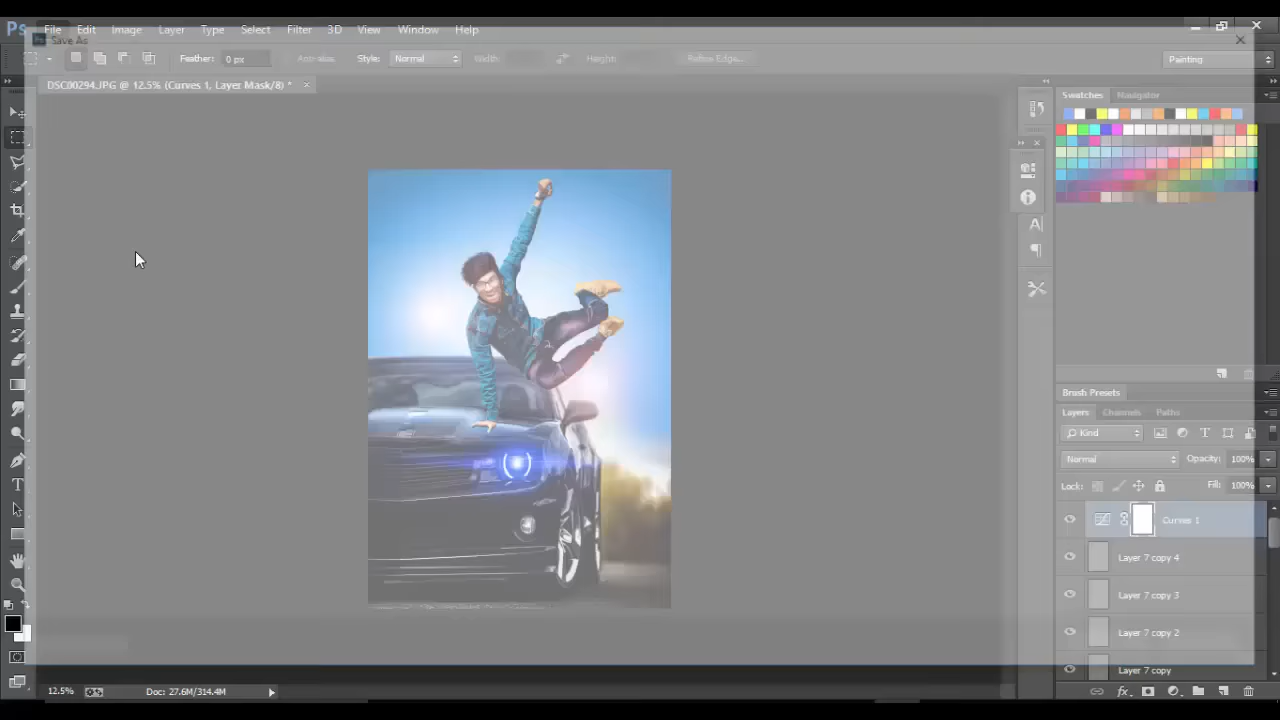 Ps File Edit Image Layer Type Select Filter 3D View Window Help
Save As
Feather: 0 px Anti-alias Style: Normal Width: Height: Refine Edge... Painting
DSC00294.JPG @ 12.5% (Curves 1, Layer Mask/8) *
Swatches Navigator
Brush Presets
Layers Channels Paths
Kind
Normal Opacity: 100%
Lock: Fill: 100%
Curves 1
Layer 7 copy 4
Layer 7 copy 3
Layer 7 copy 2
Layer 7 copy
12.5% Doc: 27.6M/314.4M